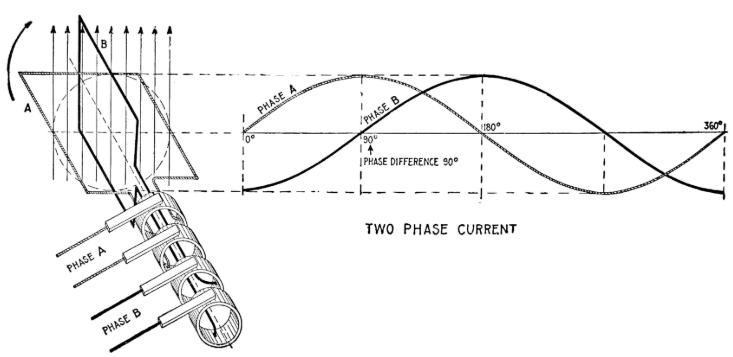 B
A
PHASE A
PHASE B
0°
90°
180°
360°
PHASE DIFFERENCE 90°
TWO PHASE CURRENT
PHASE A
PHASE B